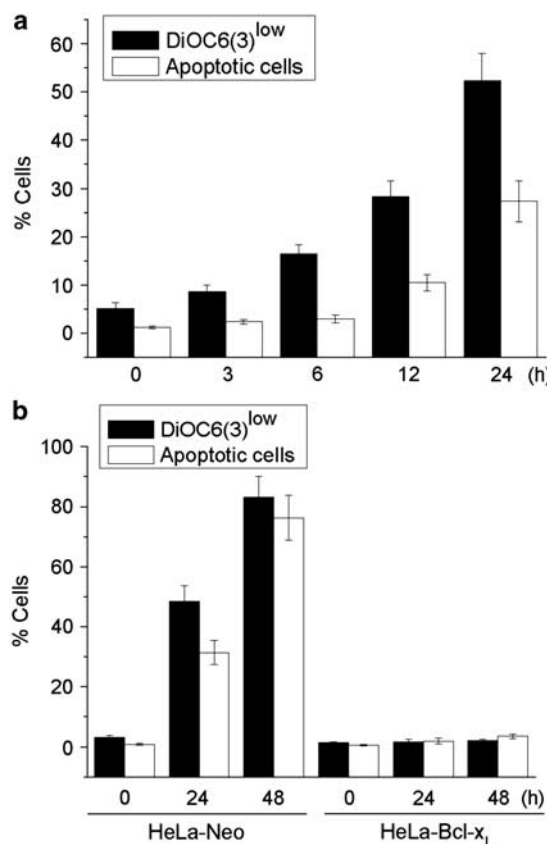 a
DiOC6(3)low
Apoptotic cells
60
50
40
30
20
10
0
% Cells
0 3 6 12 24 (h)
b
DiOC6(3)low
Apoptotic cells
100
80
60
40
20
0
% Cells
0 24 48 0 24 48 (h)
HeLa-Neo HeLa-Bcl-xL